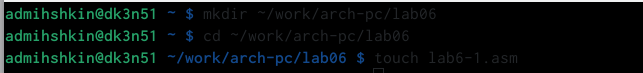 admihshkin@dk3n51 ~ $ mkdir ~/work/arch-pc/lab06
admihshkin@dk3n51 ~ $ cd ~/work/arch-pc/lab06
admihshkin@dk3n51 ~/work/arch-pc/lab06 $ touch lab6-1.asm